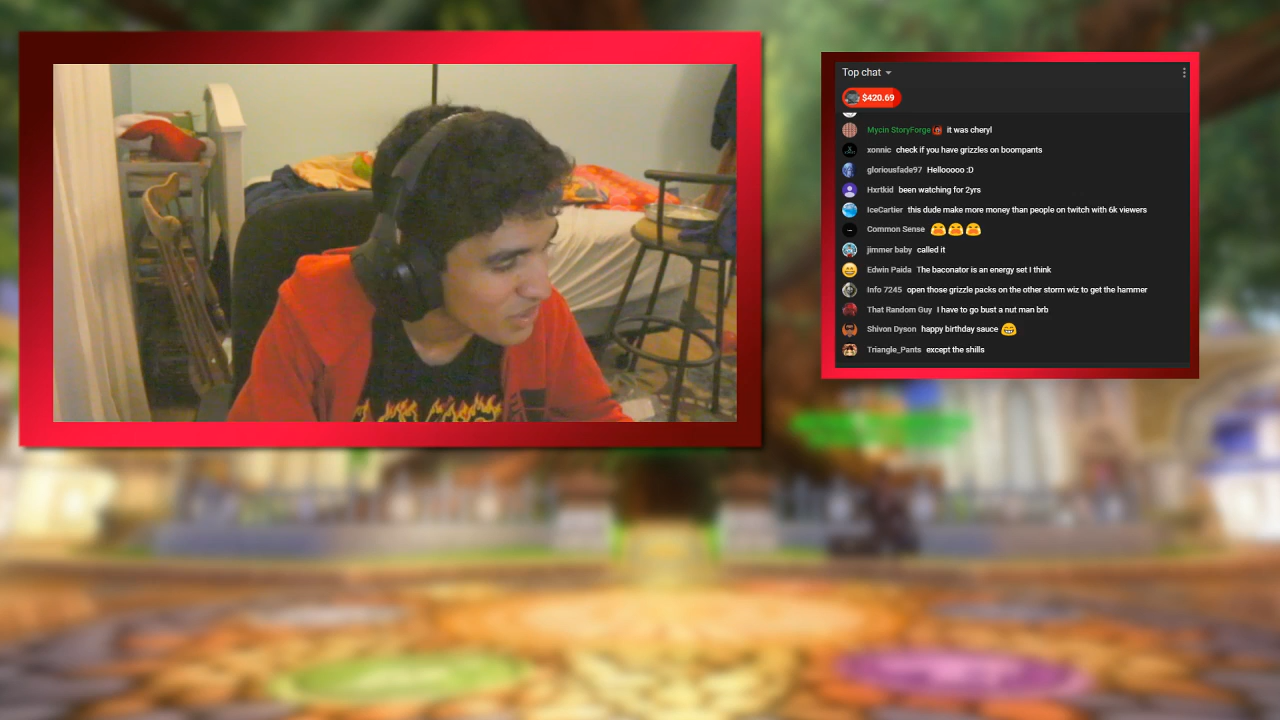 Top chat
$420.69
Mycin StoryForge it was cheryl
xonnic check if you have grizzles on boompants
gloriousfade97 Hellooooo :D
Hxrtkid been watching for 2yrs
IceCartier this dude make more money than people on twitch with 6k viewers
Common Sense
jimmer baby called it
Edwin Paida The baconator is an energy set I think
Info 7245 open those grizzle packs on the other storm wiz to get the hammer
That Random Guy I have to go bust a nut man brb
Shivon Dyson happy birthday sauce
Triangle_Pants except the shills